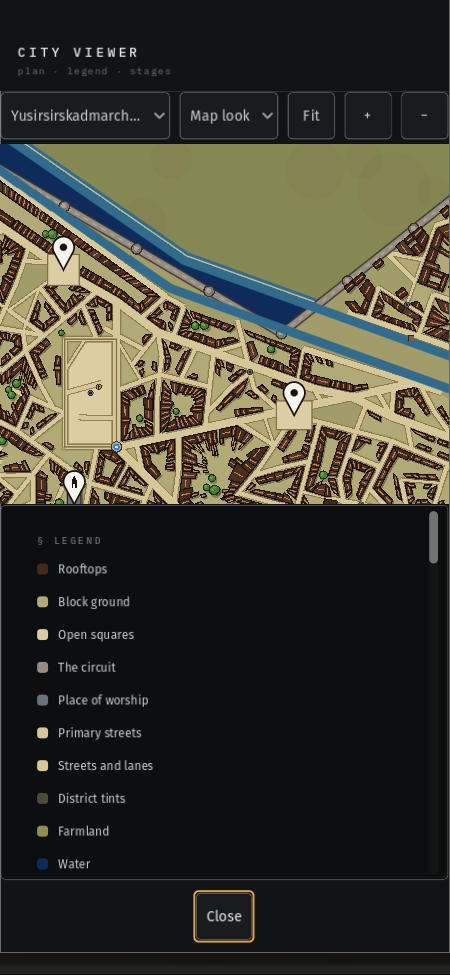 CITY VIEWER
plan · legend · stages
Yusirsirskadmarch... Map look Fit + −
§ LEGEND
Rooftops
Block ground
Open squares
The circuit
Place of worship
Primary streets
Streets and lanes
District tints
Farmland
Water
Close